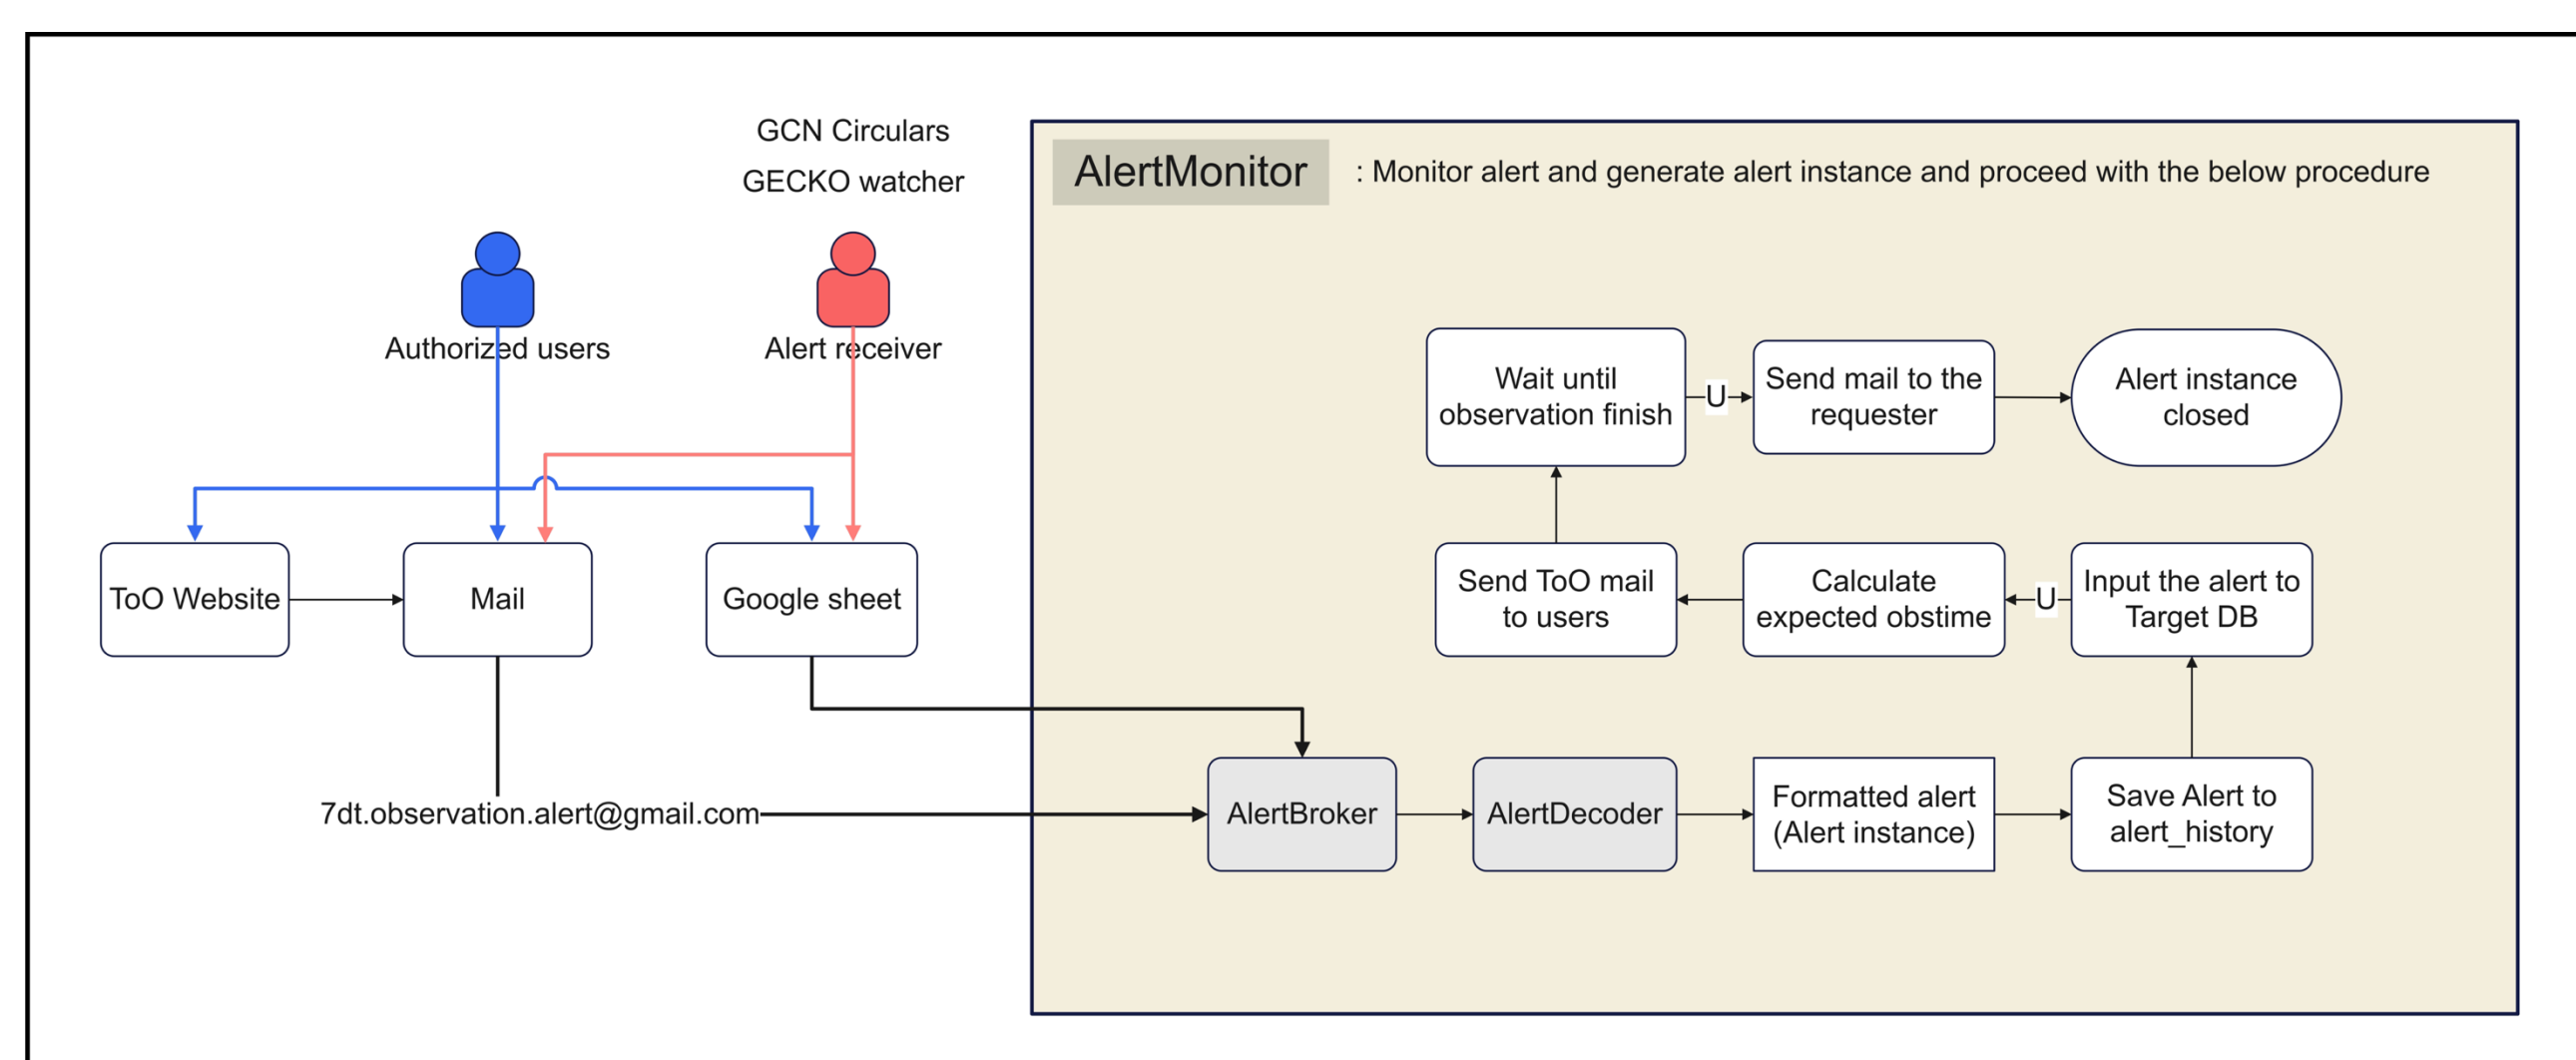 GCN Circulars
GECKO watcher
Authorized users
Alert receiver
ToO Website
Mail
Google sheet
7dt.observation.alert@gmail.com
AlertMonitor : Monitor alert and generate alert instance and proceed with the below procedure
Wait until
observation finish
U
Send mail to the
requester
Alert instance
closed
Send ToO mail
to users
Calculate
expected obstime
U
Input the alert to
Target DB
AlertBroker
AlertDecoder
Formatted alert
(Alert instance)
Save Alert to
alert_history